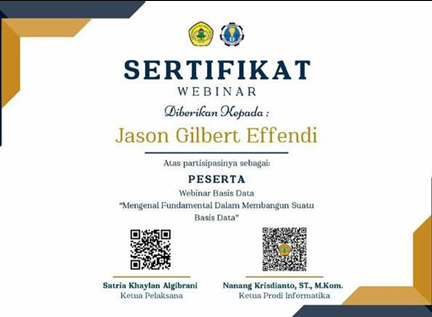 SERTIFIKAT
WEBINAR
Diberikan Kepada :
Jason Gilbert Effendi
Atas partisipasinya sebagai:
PESERTA
Webinar Basis Data
"Mengenal Fundamental Dalam Membangun Suatu
Basis Data"
Satria Khaylan Algibrani
Ketua Pelaksana
Nanang Krisdianto, ST., M.Kom.
Ketua Prodi Informatika